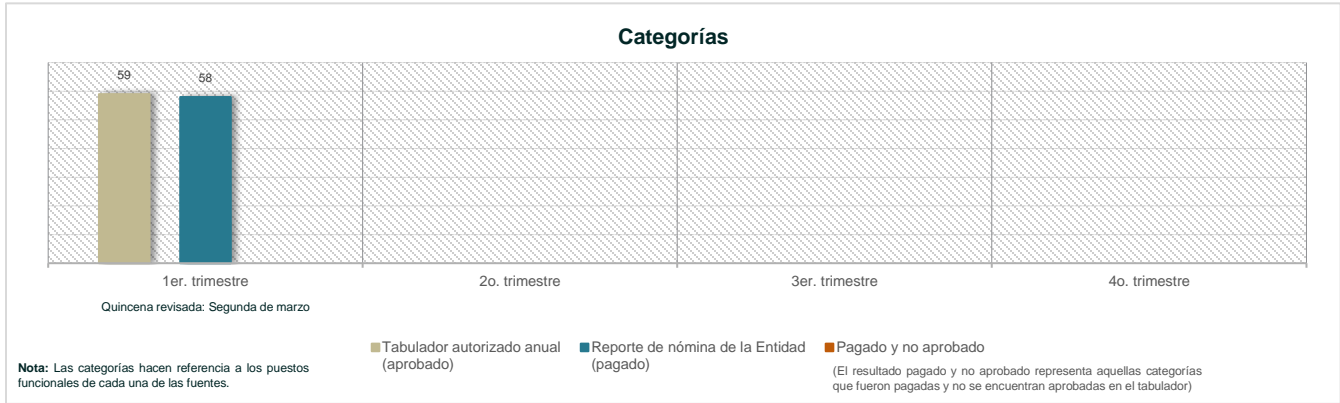 Categorías
59
58
1er. trimestre
2o. trimestre
3er. trimestre
4o. trimestre
Quincena revisada: Segunda de marzo
Tabulador autorizado anual
(aprobado)
Reporte de nómina de la Entidad
(pagado)
Pagado y no aprobado
(El resultado pagado y no aprobado representa aquellas categorías
que fueron pagadas y no se encuentran aprobadas en el tabulador)
Nota: Las categorías hacen referencia a los puestos
funcionales de cada una de las fuentes.